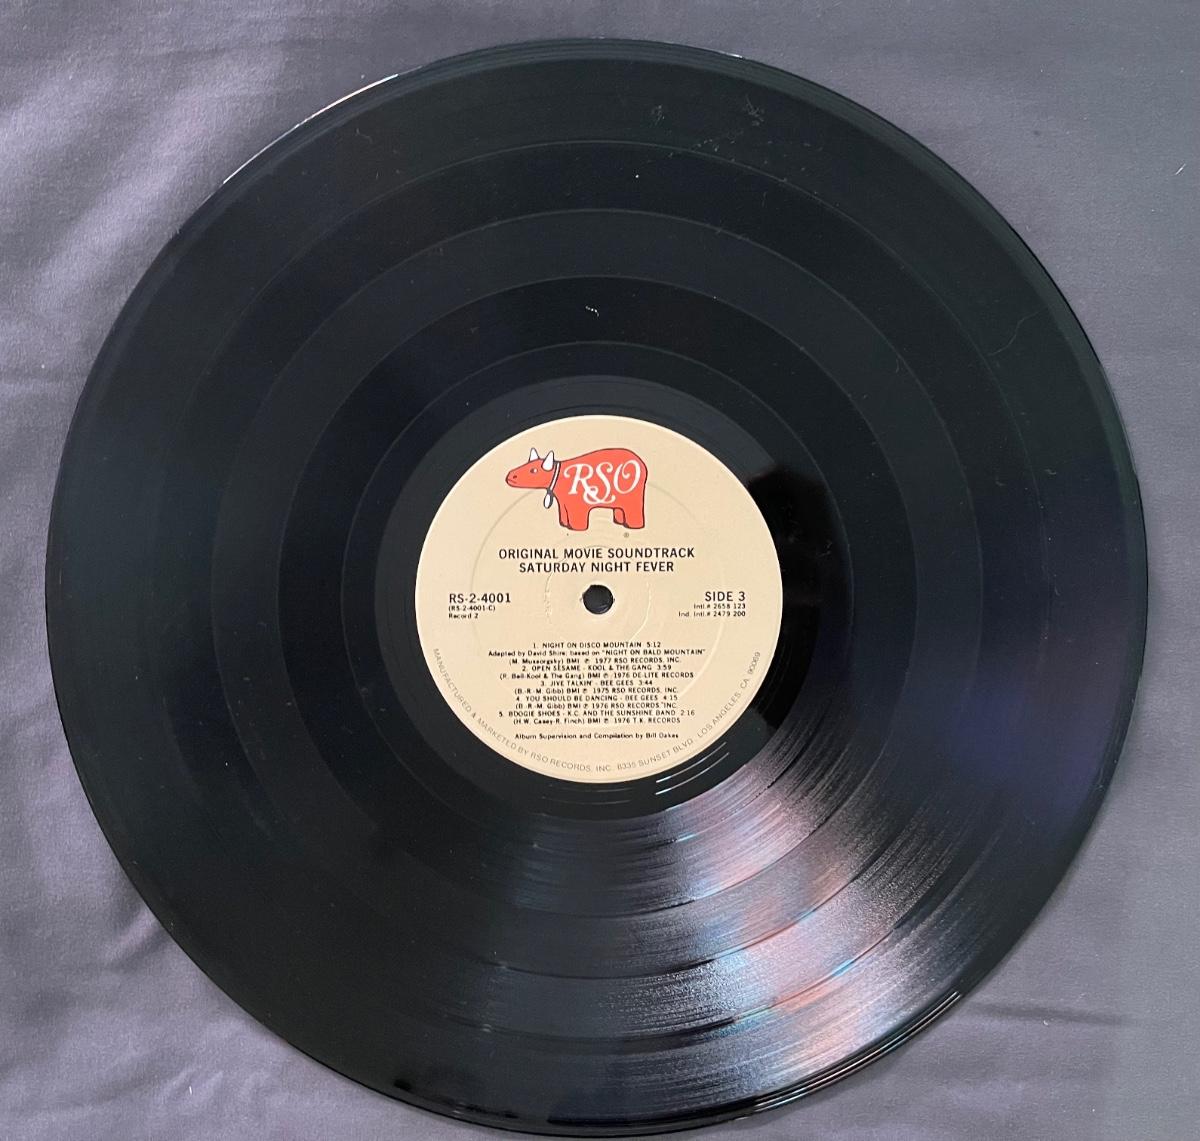 RSO
®
ORIGINAL MOVIE SOUNDTRACK
SATURDAY NIGHT FEVER
RS-2-4001
(RS-2-4001-C)
Record 2
SIDE 3
Intl.# 2658 123
Ind. Intl.# 2479 200
1. NIGHT ON DISCO MOUNTAIN 5:12
Adapted by David Shire; based on "NIGHT ON BALD MOUNTAIN"
(M. Mussorgsky) BMI ℗ 1977 RSO RECORDS, INC.
2. OPEN SESAME - KOOL & THE GANG 3:59
(R. Bell-Kool & The Gang) BMI ℗ 1976 DE-LITE RECORDS
3. JIVE TALKIN' - BEE GEES 3:44
(B.-R.-M. Gibb) BMI ℗ 1975 RSO RECORDS, INC.
4. YOU SHOULD BE DANCING - BEE GEES 4:15
(B.-R.-M. Gibb) BMI ℗ 1976 RSO RECORDS, INC.
5. BOOGIE SHOES - K.C. AND THE SUNSHINE BAND 2:16
(H.W. Casey-R. Finch) BMI ℗ 1976 T.K. RECORDS
Album Supervision and Compilation by Bill Oakes
MANUFACTURED & MARKETED BY RSO RECORDS, INC. 8335 SUNSET BLVD., LOS ANGELES, CA. 90069